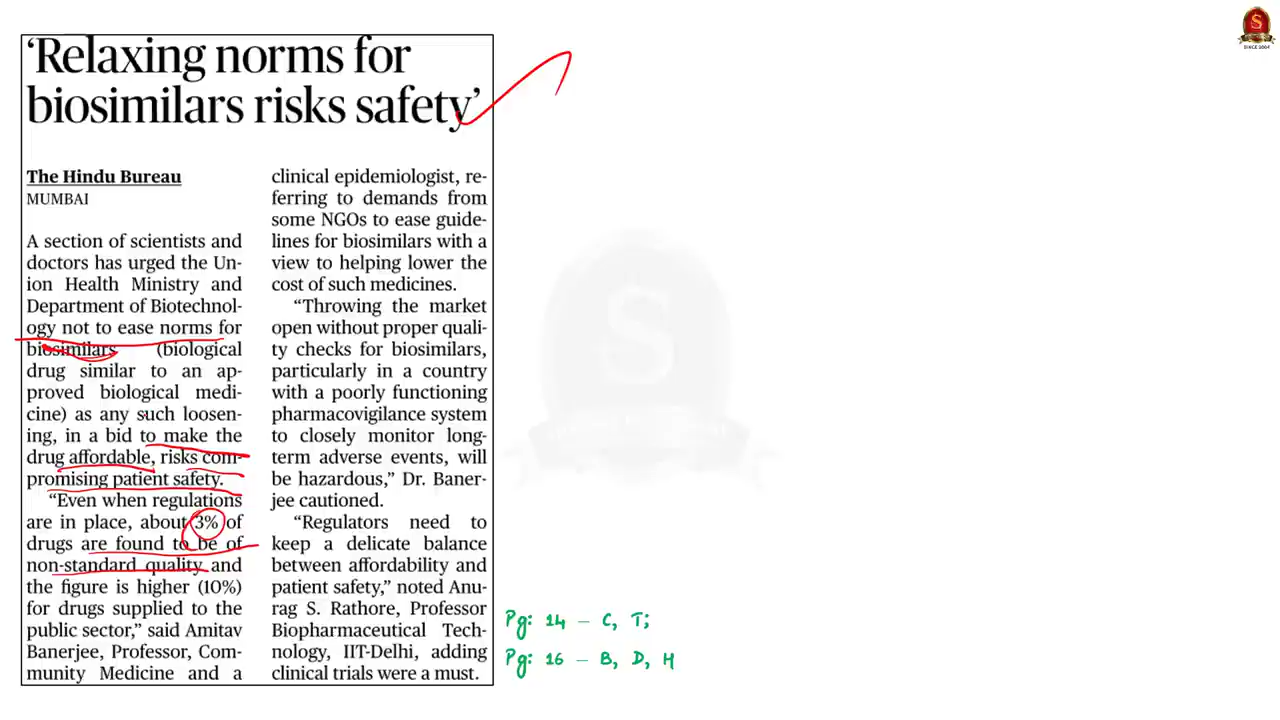 ‘Relaxing norms for
biosimilars risks safety’
The Hindu Bureau
MUMBAI
A section of scientists and
doctors has urged the Un-
ion Health Ministry and
Department of Biotechnol-
ogy not to ease norms for
biosimilars (biological
drug similar to an ap-
proved biological medi-
cine) as any such loosen-
ing, in a bid to make the
drug affordable, risks com-
promising patient safety.
“Even when regulations
are in place, about 3% of
drugs are found to be of
non-standard quality and
the figure is higher (10%)
for drugs supplied to the
public sector,” said Amitav
Banerjee, Professor, Com-
munity Medicine and a
clinical epidemiologist, re-
ferring to demands from
some NGOs to ease guide-
lines for biosimilars with a
view to helping lower the
cost of such medicines.
“Throwing the market
open without proper quali-
ty checks for biosimilars,
particularly in a country
with a poorly functioning
pharmacovigilance system
to closely monitor long-
term adverse events, will
be hazardous,” Dr. Baner-
jee cautioned.
“Regulators need to
keep a delicate balance
between affordability and
patient safety,” noted Anu-
rag S. Rathore, Professor
Biopharmaceutical Tech-
nology, IIT-Delhi, adding
clinical trials were a must.
Pg: 14 – C, T;
Pg: 16 – B, D, H
S
SINCE 2004
S